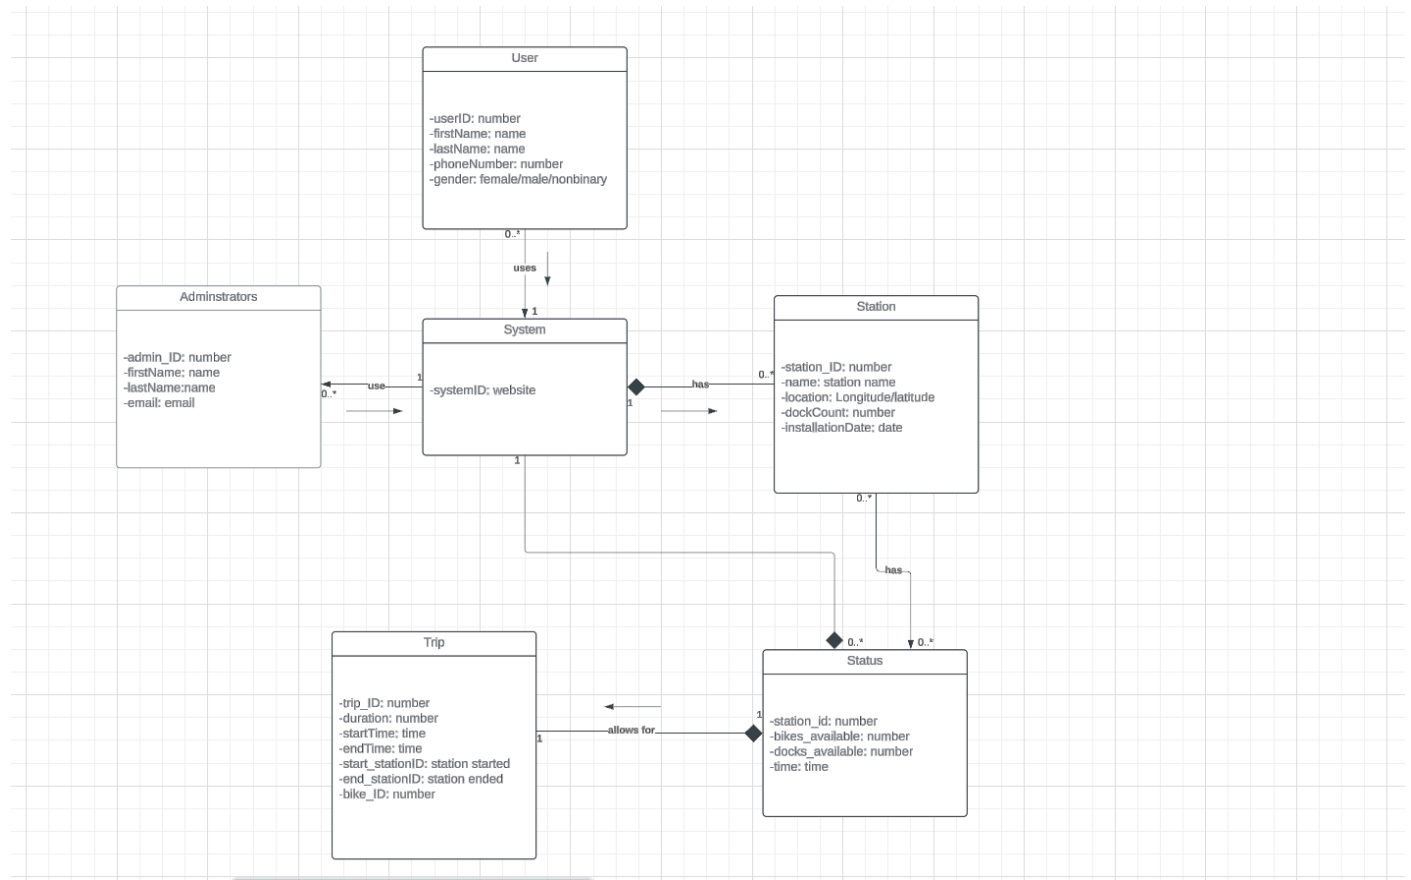 User
-userID: number
-firstName: name
-lastName: name
-phoneNumber: number
-gender: female/male/nonbinary
0..*
uses
1
Adminstrators
-admin_ID: number
-firstName: name
-lastName:name
-email: email
0..*
use
1
System
-systemID: website
1
1
has
0..*
Station
-station_ID: number
-name: station name
-location: Longitude/latitude
-dockCount: number
-installationDate: date
0..*
has
0..*
0..*
Trip
-trip_ID: number
-duration: number
-startTime: time
-endTime: time
-start_stationID: station started
-end_stationID: station ended
-bike_ID: number
1
allows for
1
Status
-station_id: number
-bikes_available: number
-docks_available: number
-time: time